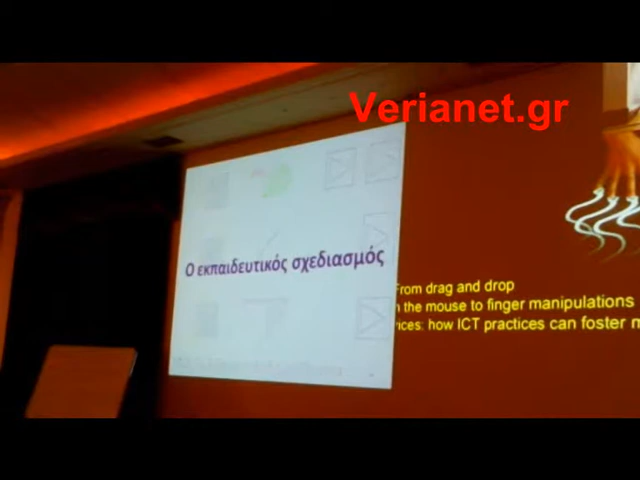 Verianet.gr
Ο εκπαιδευτικός σχεδιασμός
From drag and drop
the mouse to finger manipulations
how ICT practices can foster